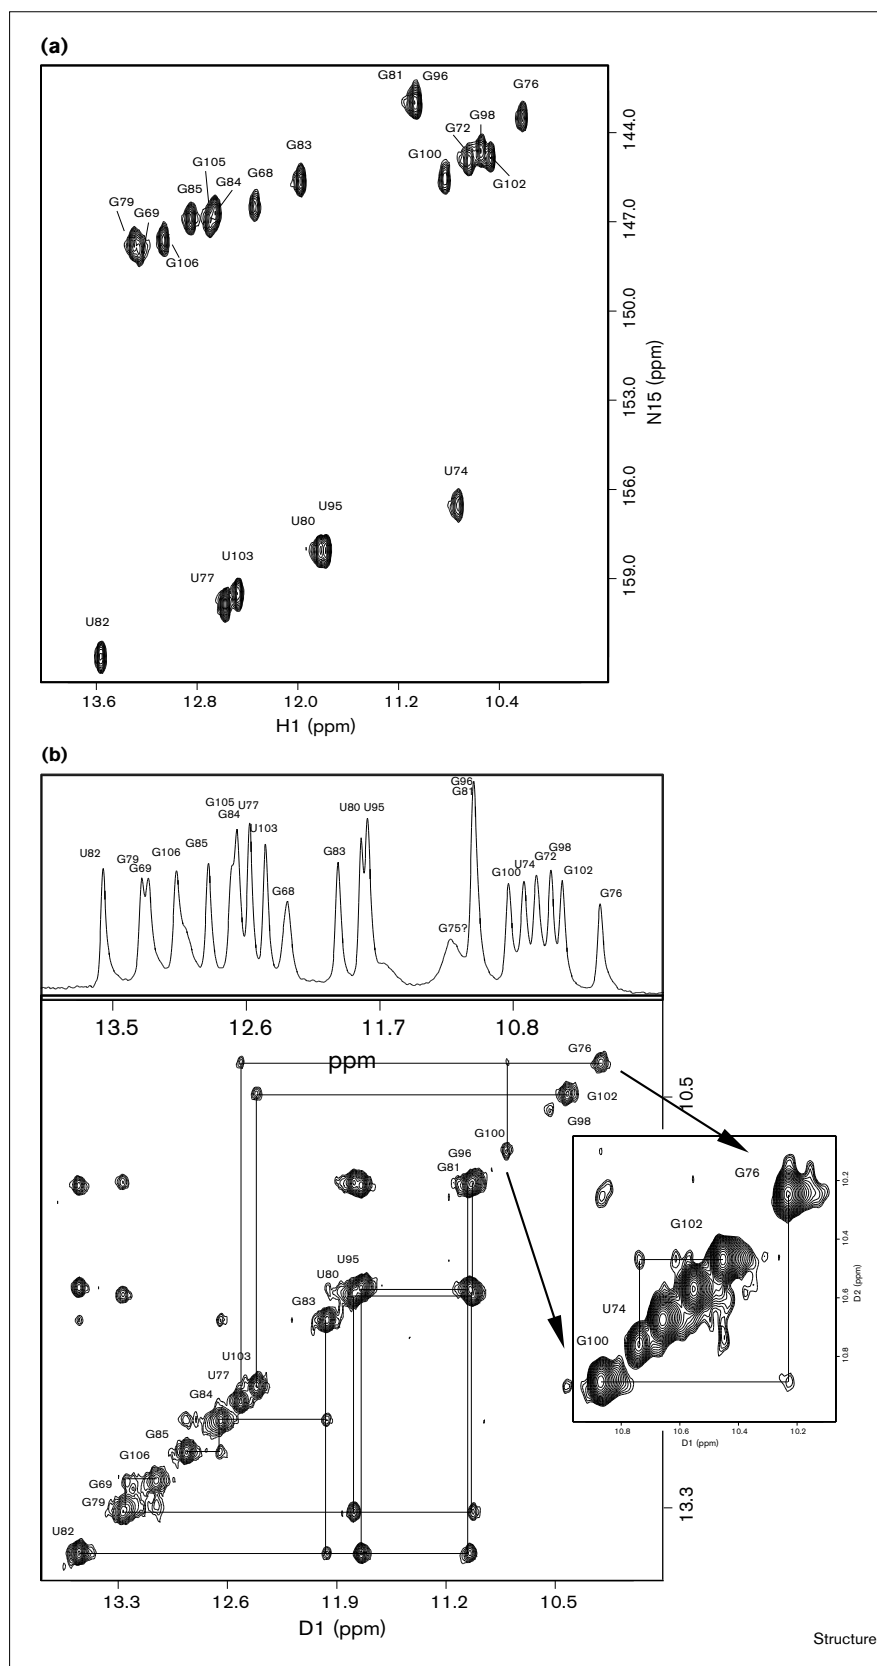 (a)
G81 G96
G76
144.0
G98
G72
G83
G100
G105
G68
G84
G102
G85
G79
G69
147.0
G106
150.0
N15 (ppm)
153.0
U74
156.0
U95
U80
U103
U77
159.0
U82
13.6 12.8 12.0 11.2 10.4
H1 (ppm)
(b)
G96
G81
G105 U77
G84
U80 U95
U103
G106
G85
G79
U82
G69
G83
G98
G72
U74
G100
G102
G68
G76
G75?
13.5 12.6 11.7 10.8
ppm
G76
10.5
G102
G98
G100
G96
G81
G76
10.2
G102
10.4
D2 (ppm)
10.6
U74
G100
10.8
10.8 10.6 10.4 10.2
D1 (ppm)
U95
U80
G83
U103
U77
G84
G85
G106
G69
G79
13.3
U82
13.3 12.6 11.9 11.2 10.5
D1 (ppm)
Structure